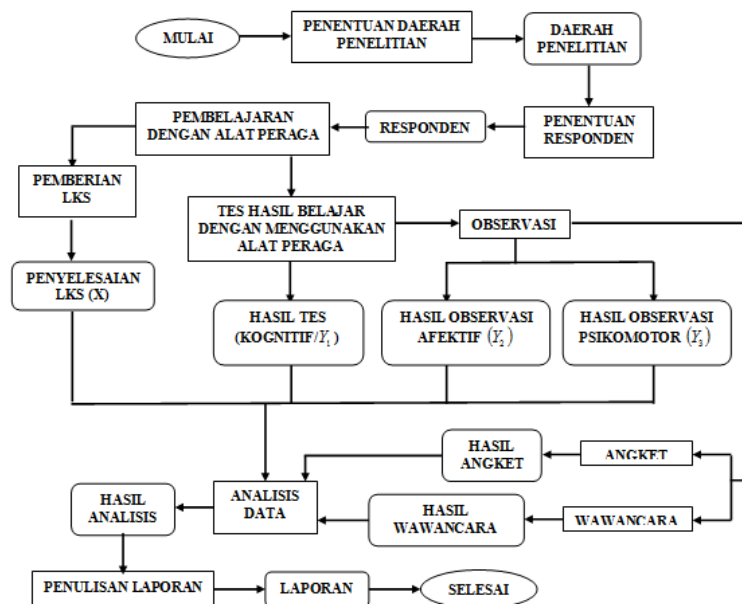 MULAI
PENENTUAN DAERAH
PENELITIAN
DAERAH
PENELITIAN
PEMBELAJARAN
DENGAN ALAT PERAGA
RESPONDEN
PENENTUAN
RESPONDEN
PEMBERIAN
LKS
TES HASIL BELAJAR
DENGAN MENGGUNAKAN
ALAT PERAGA
OBSERVASI
PENYELESAIAN
LKS (X)
HASIL TES
(KOGNITIF/Y₁ )
HASIL OBSERVASI
AFEKTIF (Y₂)
HASIL OBSERVASI
PSIKOMOTOR (Y₃)
HASIL
ANGKET
ANGKET
HASIL
ANALISIS
ANALISIS
DATA
HASIL
WAWANCARA
WAWANCARA
PENULISAN LAPORAN
LAPORAN
SELESAI